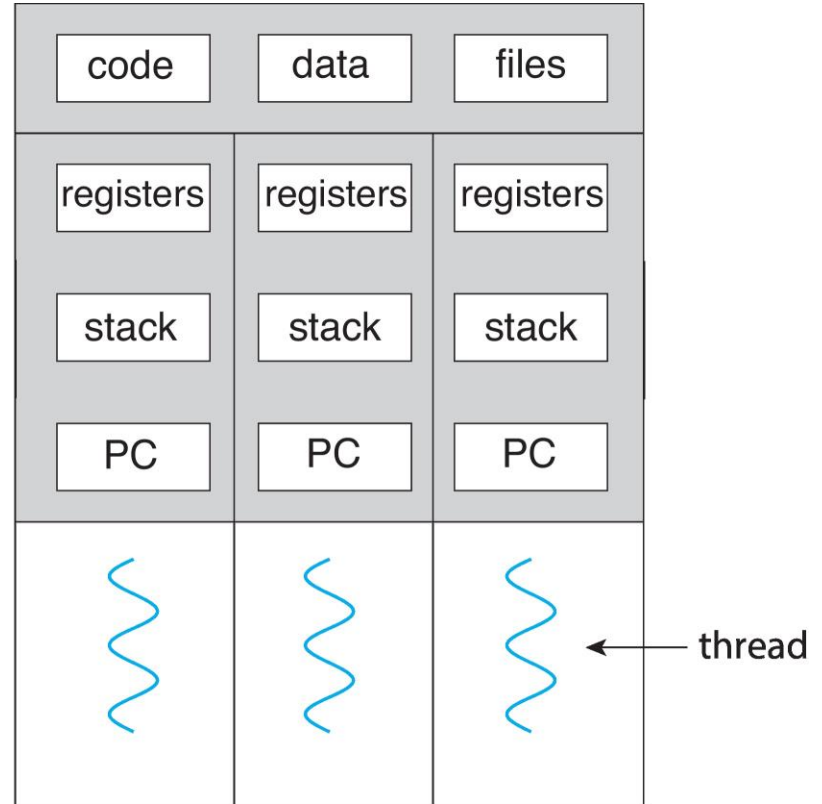 code data files
registers registers registers
stack stack stack
PC PC PC
thread